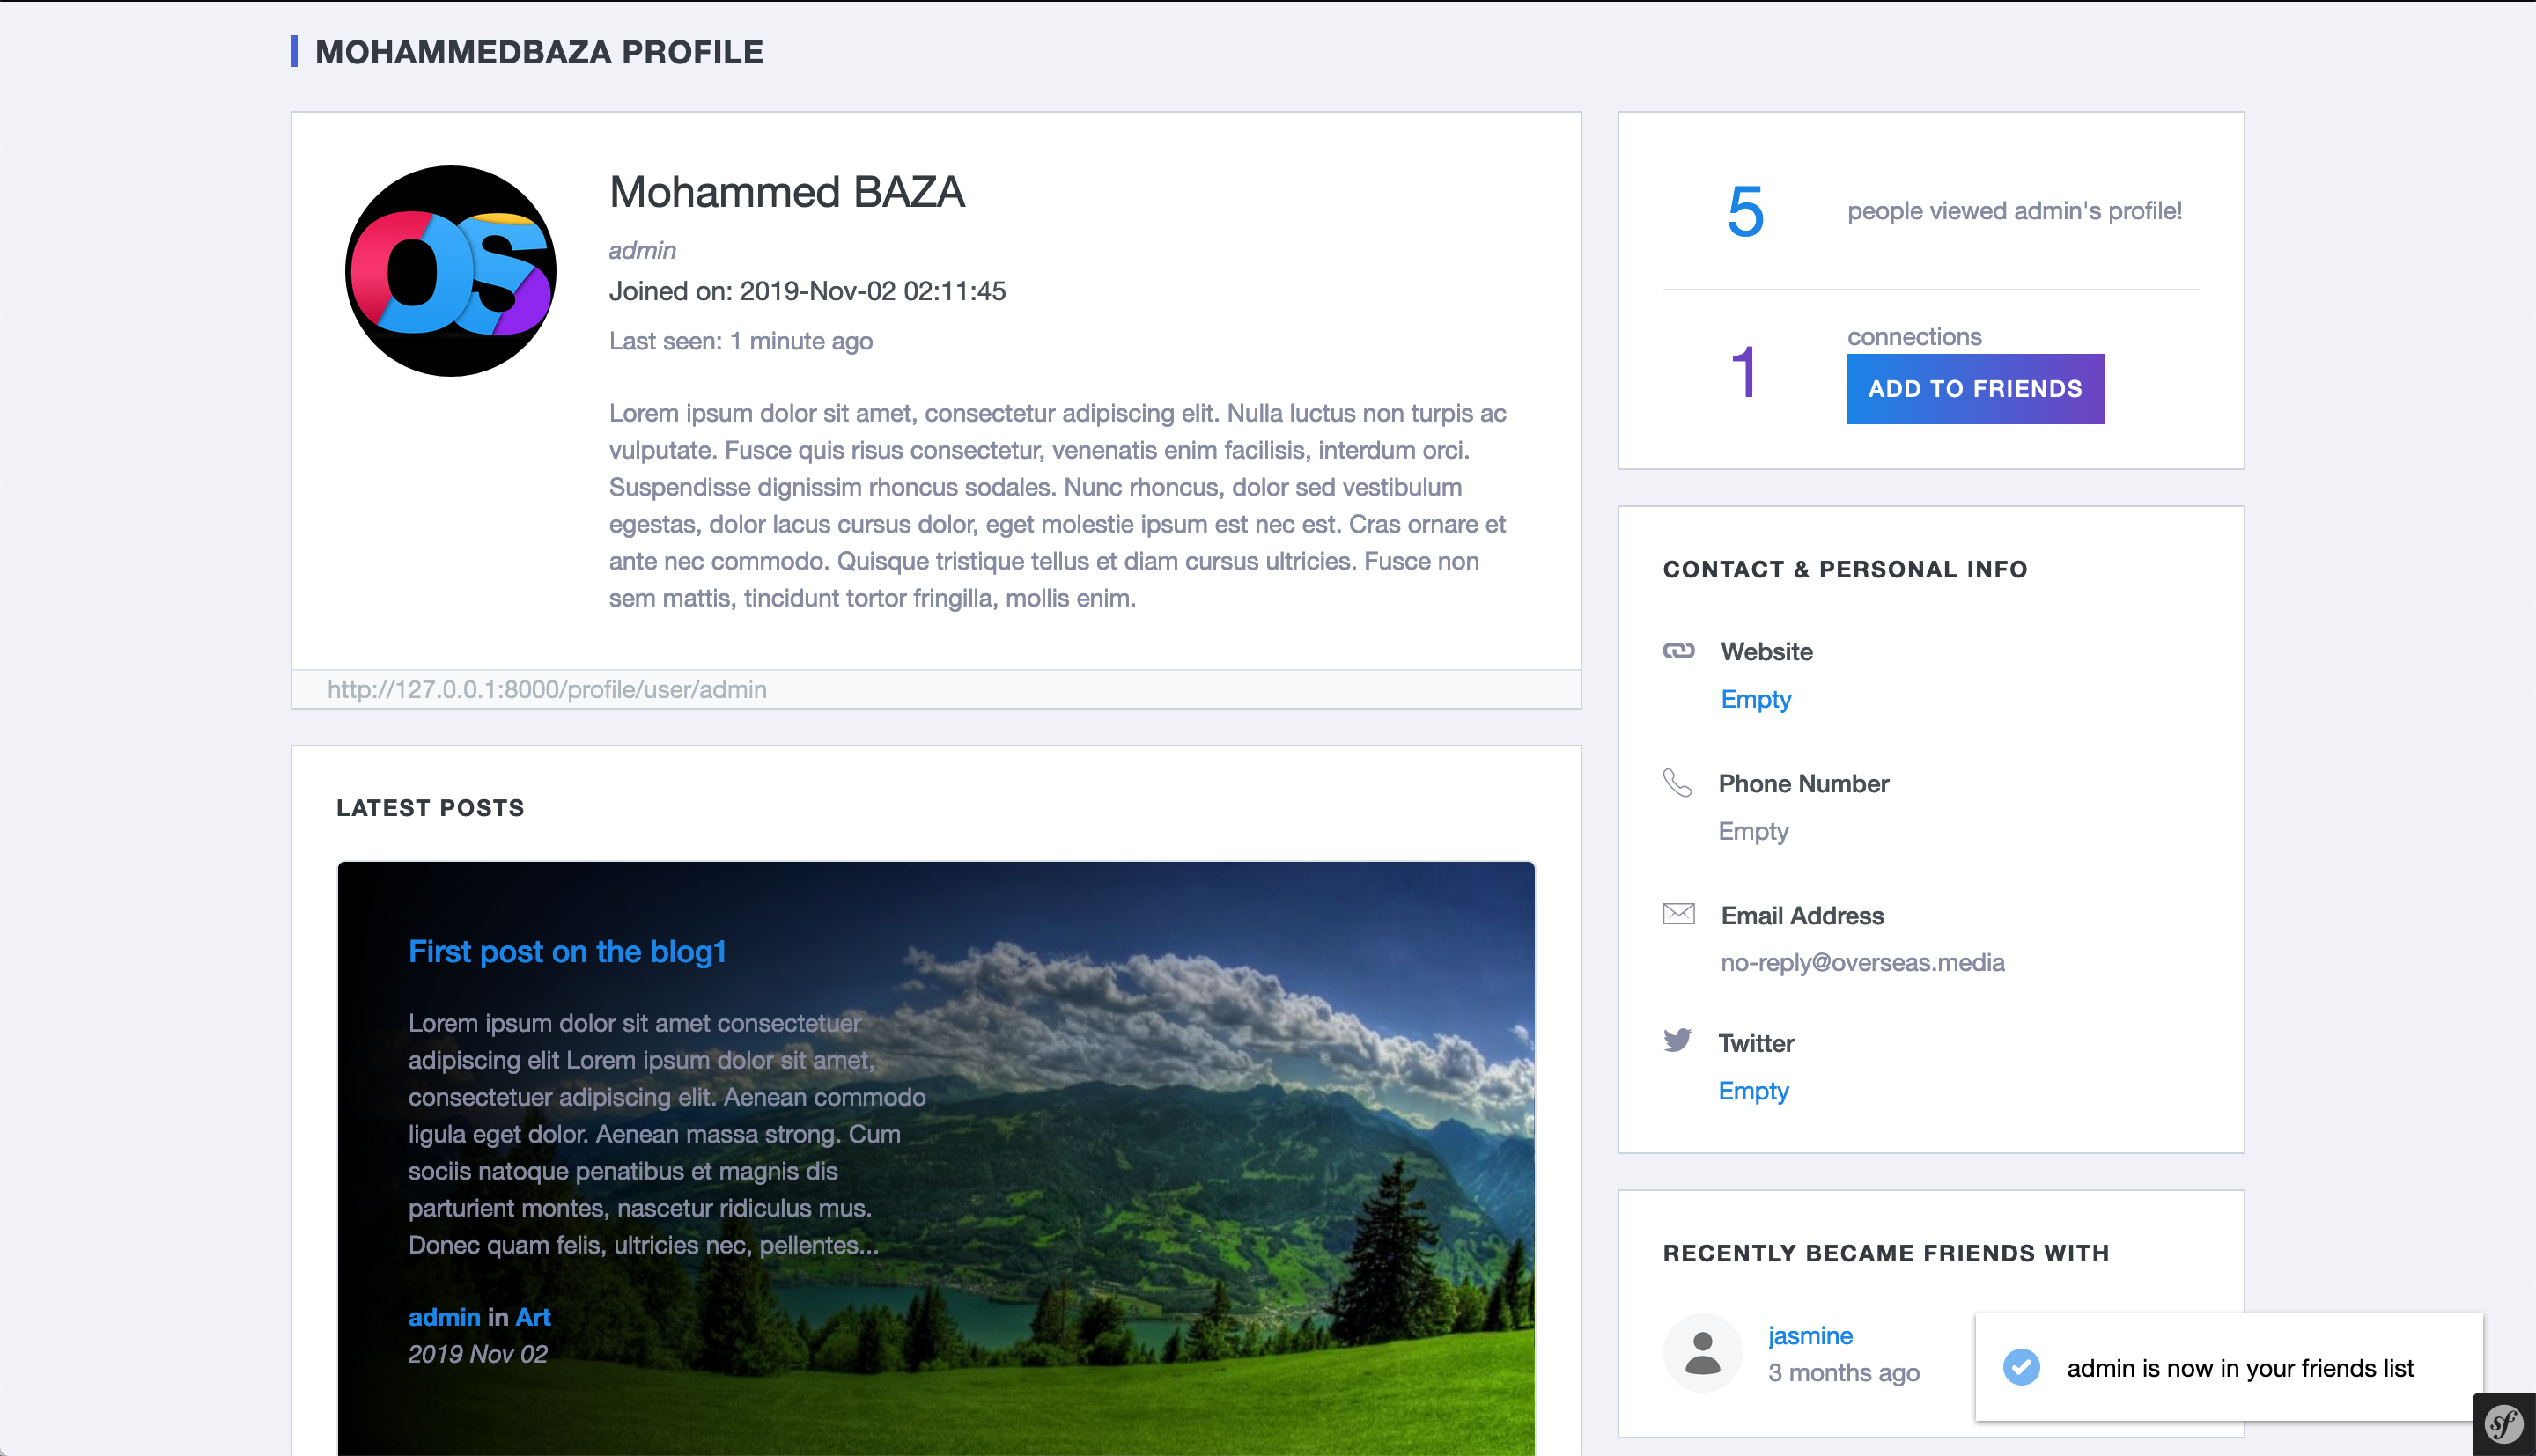 MOHAMMEDBAZA PROFILE
OS
Mohammed BAZA
admin
Joined on: 2019-Nov-02 02:11:45
Last seen: 1 minute ago
Lorem ipsum dolor sit amet, consectetur adipiscing elit. Nulla luctus non turpis ac
vulputate. Fusce quis risus consectetur, venenatis enim facilisis, interdum orci.
Suspendisse dignissim rhoncus sodales. Nunc rhoncus, dolor sed vestibulum
egestas, dolor lacus cursus dolor, eget molestie ipsum est nec est. Cras ornare et
ante nec commodo. Quisque tristique tellus et diam cursus ultricies. Fusce non
sem mattis, tincidunt tortor fringilla, mollis enim.
http://127.0.0.1:8000/profile/user/admin
LATEST POSTS
First post on the blog1
Lorem ipsum dolor sit amet consectetuer
adipiscing elit Lorem ipsum dolor sit amet,
consectetuer adipiscing elit. Aenean commodo
ligula eget dolor. Aenean massa strong. Cum
sociis natoque penatibus et magnis dis
parturient montes, nascetur ridiculus mus.
Donec quam felis, ultricies nec, pellentes...
admin in Art
2019 Nov 02
5
people viewed admin's profile!
1
connections
ADD TO FRIENDS
CONTACT & PERSONAL INFO
Website
Empty
Phone Number
Empty
Email Address
no-reply@overseas.media
Twitter
Empty
RECENTLY BECAME FRIENDS WITH
jasmine
3 months ago
admin is now in your friends list
sf